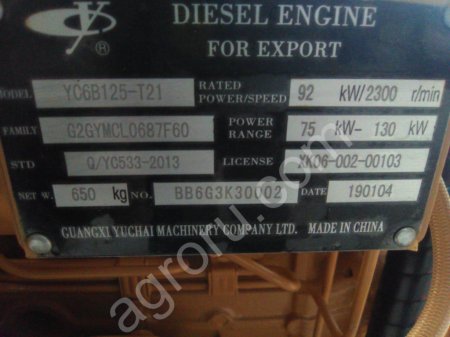 DIESEL ENGINE
FOR EXPORT
®
MODEL YC6B125-T21 RATED POWER/SPEED 92 kW/2300 r/min
FAMILY G2GYMCL0687F60 POWER RANGE 75 kW- 130 kW
STD Q/YC533-2013 LICENSE XK06-002-00103
NET W. 650 kg NO. BB6G3K30002 DATE 190104
GUANGXI YUCHAI MACHINERY COMPANY LTD. MADE IN CHINA
agroru.com